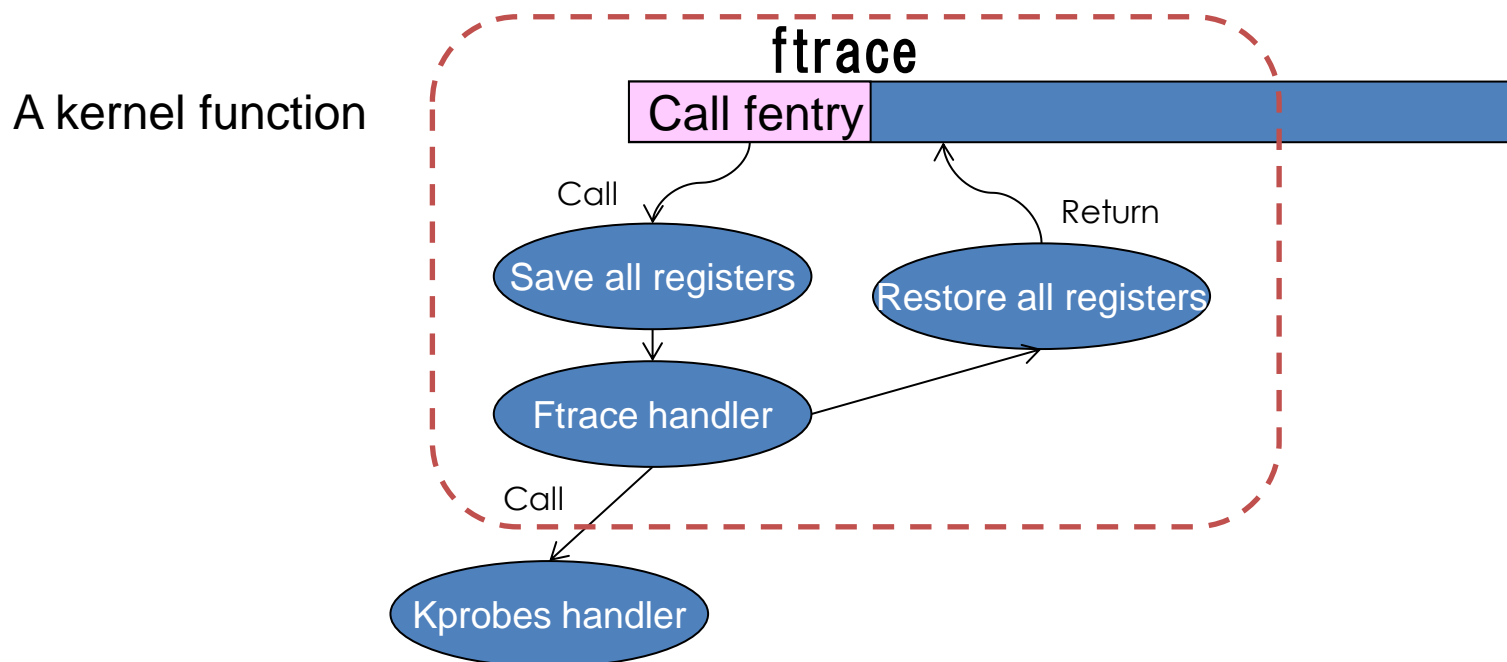 ftrace
A kernel function
Call fentry
Call
Return
Save all registers
Restore all registers
Ftrace handler
Call
Kprobes handler